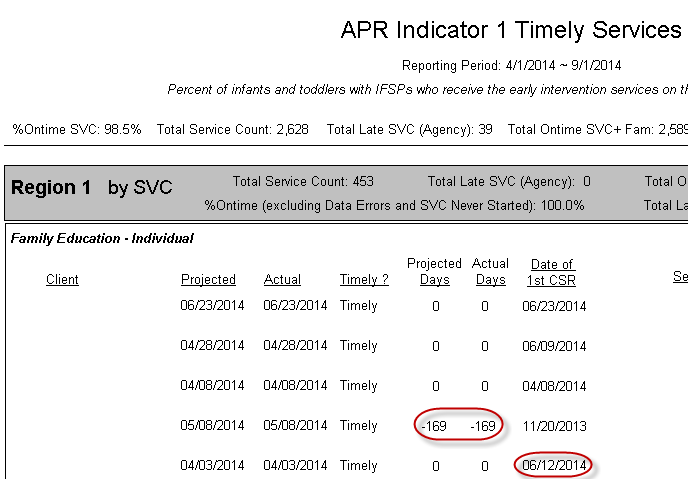 APR Indicator 1 Timely Services
Reporting Period: 4/1/2014 ~ 9/1/2014
Percent of infants and toddlers with IFSPs who receive the early intervention services on
%Ontime SVC: 98.5% Total Service Count: 2,628 Total Late SVC (Agency): 39 Total Ontime SVC+ Fam: 2,589
Region 1 by SVC Total Service Count: 453 Total Late SVC (Agency): 0 Total
%Ontime (excluding Data Errors and SVC Never Started): 100.0% Total
Family Education - Individual
Client Projected Actual Timely ? Projected Days Actual Days Date of 1st CSR
06/23/2014 06/23/2014 Timely 0 0 06/23/2014
04/28/2014 04/28/2014 Timely 0 0 06/09/2014
04/08/2014 04/08/2014 Timely 0 0 04/08/2014
05/08/2014 05/08/2014 Timely -169 -169 11/20/2013
04/03/2014 04/03/2014 Timely 0 0 06/12/2014